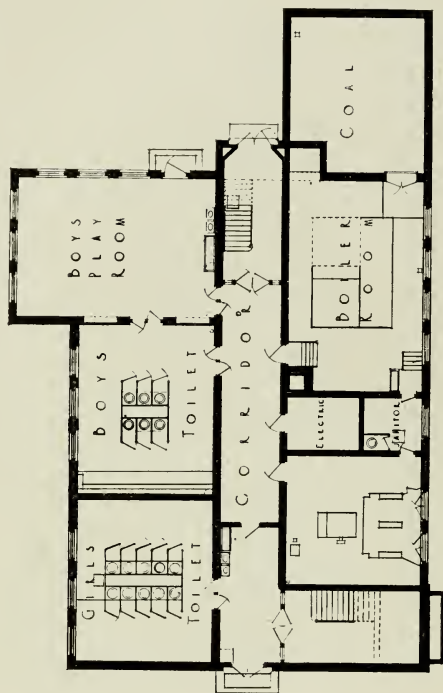 COAL
BOYS
PLAY
ROOM
BOILER
ROOM
BOYS
TOILET
CORRIDOR
ELECTRIC
JANITOR
GIRLS
TOILET